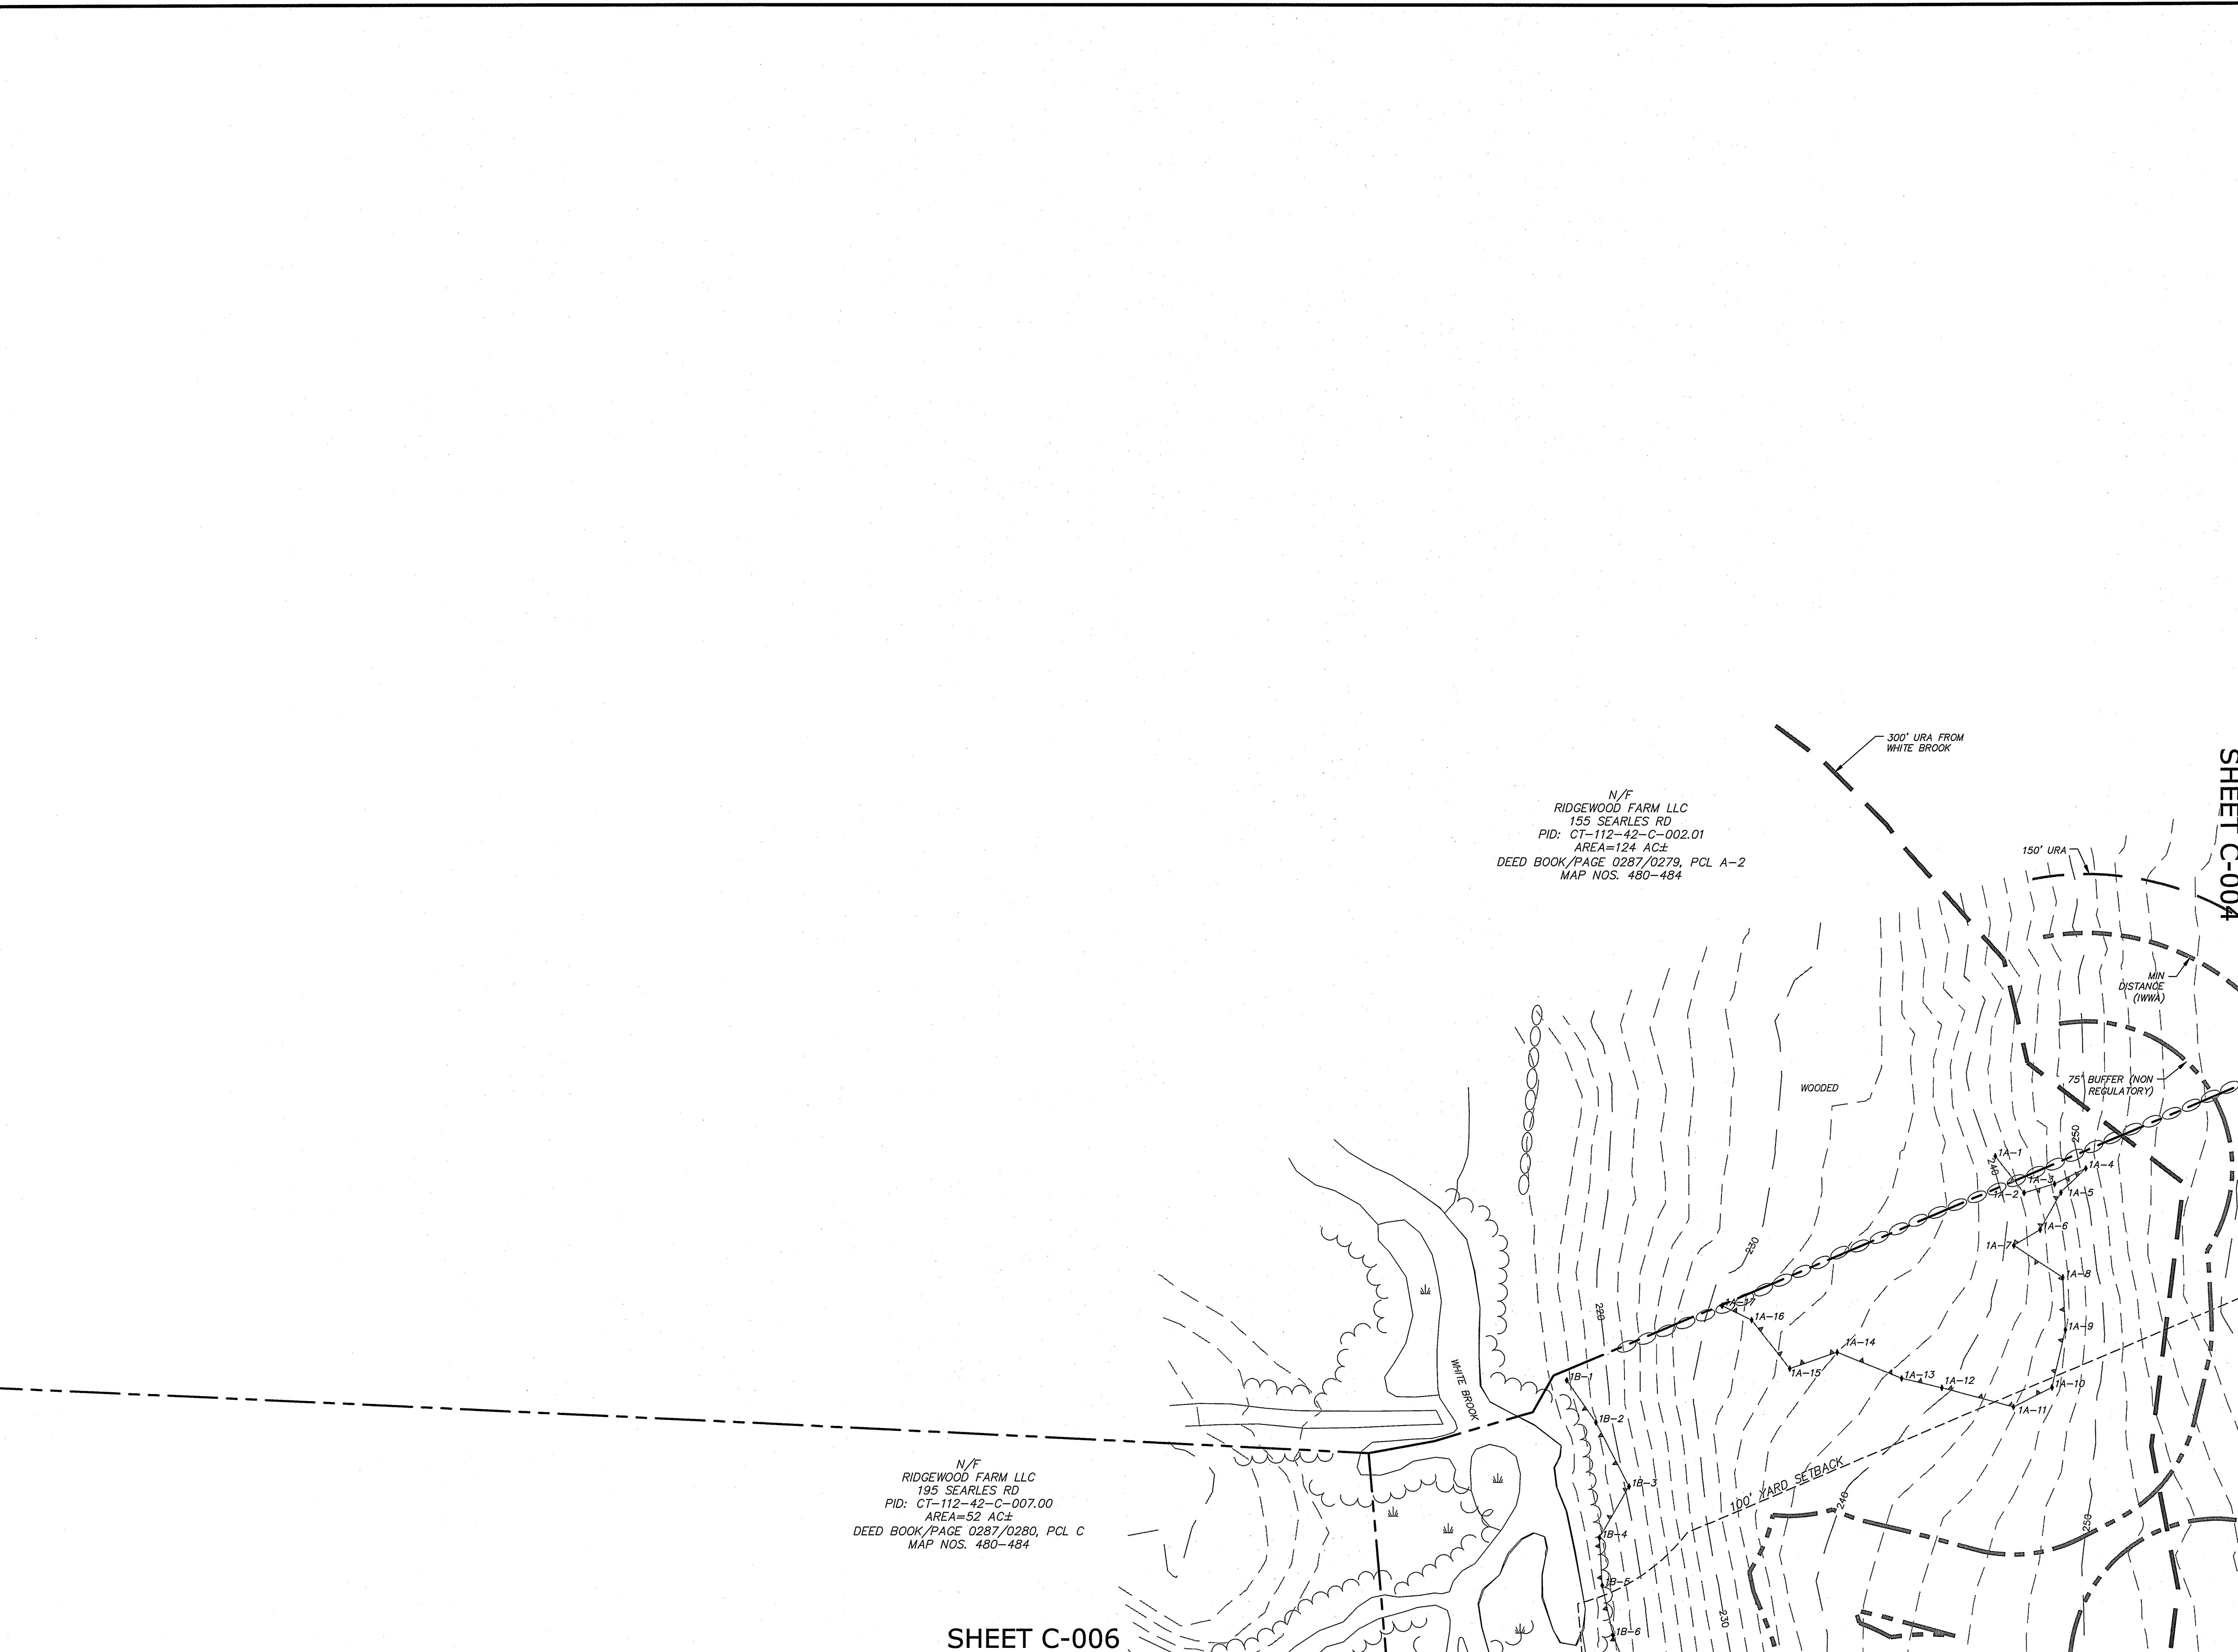 300' URA FROM
WHITE BROOK
SHEET C-004
N/F
RIDGEWOOD FARM LLC
155 SEARLES RD
PID: CT-112-42-C-002.01
AREA=124 AC±
DEED BOOK/PAGE 0287/0279, PCL A-2
MAP NOS. 480-484
150' URA
MIN
DISTANCE
(IWWA)
75' BUFFER (NON
REGULATORY)
WOODED
250
1A-1
240
1A-4
1A-3
1A-2
1A-5
1A-6
1A-7
230
1A-8
1A-17
220
1A-16
1A-9
1A-14
1A-15
1A-13
1A-12
1A-10
1A-11
WHITE BROOK
1B-1
1B-2
1B-3
100' YARD SETBACK
240
250
1B-4
1B-5
230
1B-6
N/F
RIDGEWOOD FARM LLC
195 SEARLES RD
PID: CT-112-42-C-007.00
AREA=52 AC±
DEED BOOK/PAGE 0287/0280, PCL C
MAP NOS. 480-484
SHEET C-006